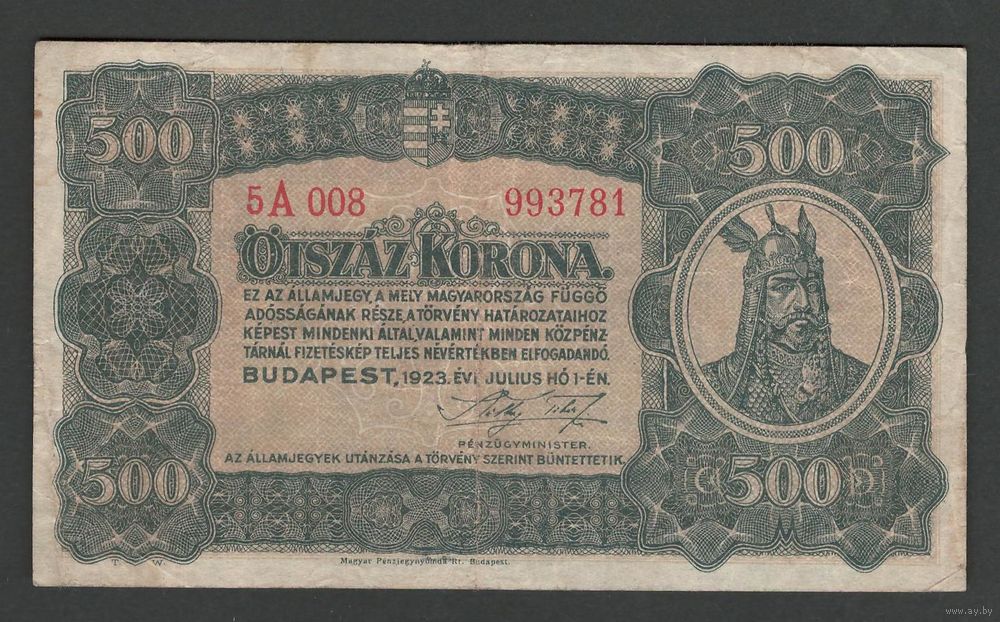 500 500
5A 008 993781
ÖTSZÁZ KORONA.
EZ AZ ÁLLAMJEGY, A MELY MAGYARORSZÁG FÜGGŐ
ADÓSSÁGÁNAK RÉSZE, A TÖRVÉNY HATÁROZATAIHOZ
KÉPEST MINDENKI ÁLTAL, VALAMINT MINDEN KÖZPÉNZ-
TÁRNÁL FIZETÉSKÉP TELJES NÉVÉRTÉKBEN ELFOGADANDÓ.
BUDAPEST, 1923. ÉVI JULIUS HÓ 1-ÉN.
PÉNZÜGYMINISTER.
AZ ÁLLAMJEGYEK UTÁNZÁSA A TÖRVÉNY SZERINT BÜNTETTETIK.
500 500
T. W. Magyar Pénzjegynyomda Rt. Budapest.
www.ay.by